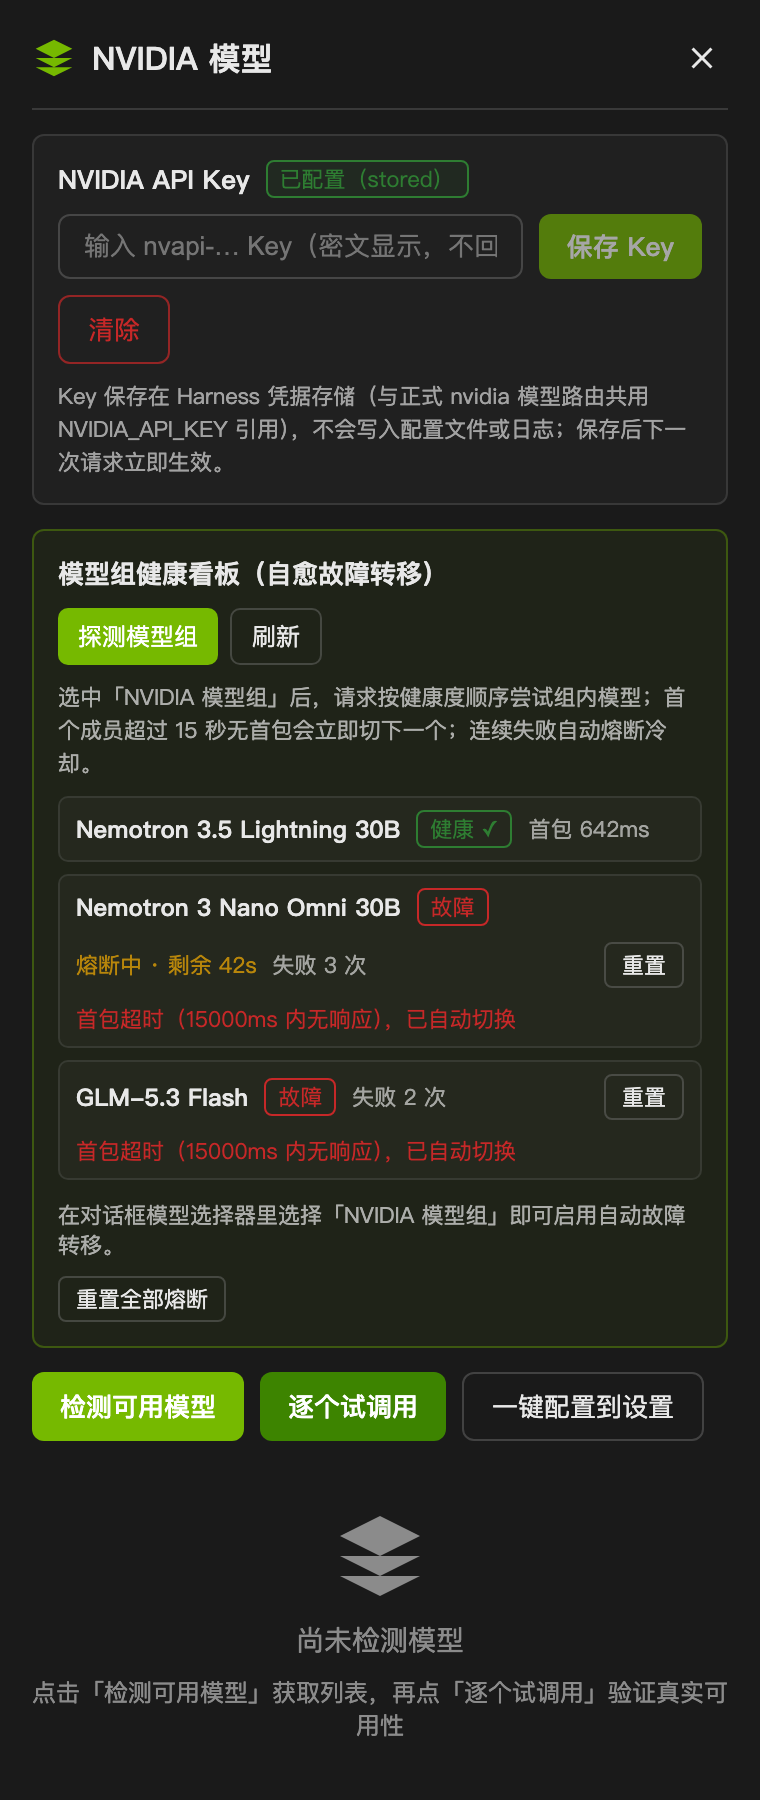 NVIDIA 模型
NVIDIA API Key 已配置（stored）
输入 nvapi-... Key（密文显示，不回
保存 Key
清除
Key 保存在 Harness 凭据存储（与正式 nvidia 模型路由共用
NVIDIA_API_KEY 引用），不会写入配置文件或日志；保存后下一
次请求立即生效。
模型组健康看板（自愈故障转移）
探测模型组 刷新
选中「NVIDIA 模型组」后，请求按健康度顺序尝试组内模型；首
个成员超过 15 秒无首包会立即切下一个；连续失败自动熔断冷
却。
Nemotron 3.5 Lightning 30B 健康 ✓ 首包 642ms
Nemotron 3 Nano Omni 30B 故障
熔断中 · 剩余 42s 失败 3 次 重置
首包超时（15000ms 内无响应），已自动切换
GLM-5.3 Flash 故障 失败 2 次 重置
首包超时（15000ms 内无响应），已自动切换
在对话框模型选择器里选择「NVIDIA 模型组」即可启用自动故障
转移。
重置全部熔断
检测可用模型 逐个试调用 一键配置到设置
尚未检测模型
点击「检测可用模型」获取列表，再点「逐个试调用」验证真实可
用性